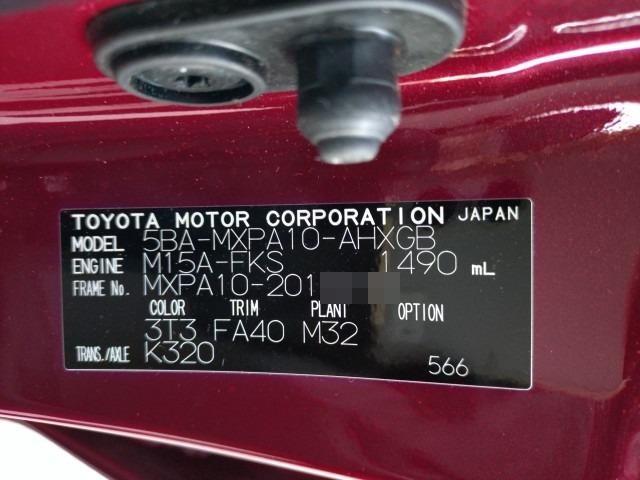 TOYOTA MOTOR CORPORATION JAPAN
MODEL 5BA-MXPA10-AHXGB
ENGINE M15A-FKS 1490 mL
FRAME No. MXPA10-201
COLOR TRIM PLANT OPTION
3T3 FA40 M32
TRANS./AXLE K320
566